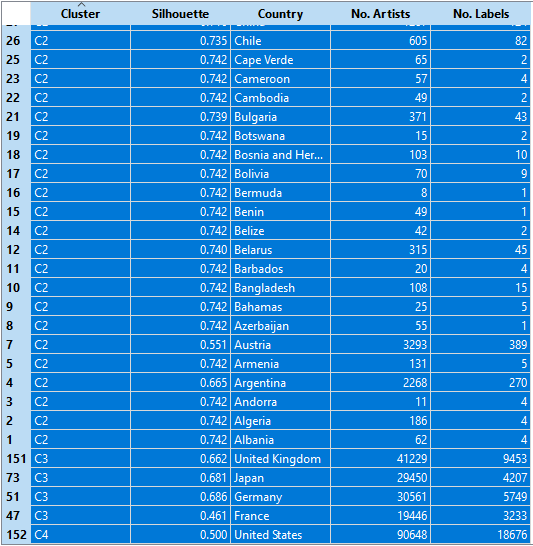 Cluster Silhouette Country No. Artists No. Labels
26 C2 0.735 Chile 605 82
25 C2 0.742 Cape Verde 65 2
23 C2 0.742 Cameroon 57 4
22 C2 0.742 Cambodia 49 2
21 C2 0.739 Bulgaria 371 43
19 C2 0.742 Botswana 15 2
18 C2 0.742 Bosnia and Her... 103 10
17 C2 0.742 Bolivia 70 9
16 C2 0.742 Bermuda 8 1
15 C2 0.742 Benin 49 1
14 C2 0.742 Belize 42 2
12 C2 0.740 Belarus 315 45
11 C2 0.742 Barbados 20 4
10 C2 0.742 Bangladesh 108 15
9 C2 0.742 Bahamas 25 5
8 C2 0.742 Azerbaijan 55 1
7 C2 0.551 Austria 3293 389
5 C2 0.742 Armenia 131 5
4 C2 0.665 Argentina 2268 270
3 C2 0.742 Andorra 11 4
2 C2 0.742 Algeria 186 4
1 C2 0.742 Albania 62 4
151 C3 0.662 United Kingdom 41229 9453
73 C3 0.681 Japan 29450 4207
51 C3 0.686 Germany 30561 5749
47 C3 0.461 France 19446 3233
152 C4 0.500 United States 90648 18676